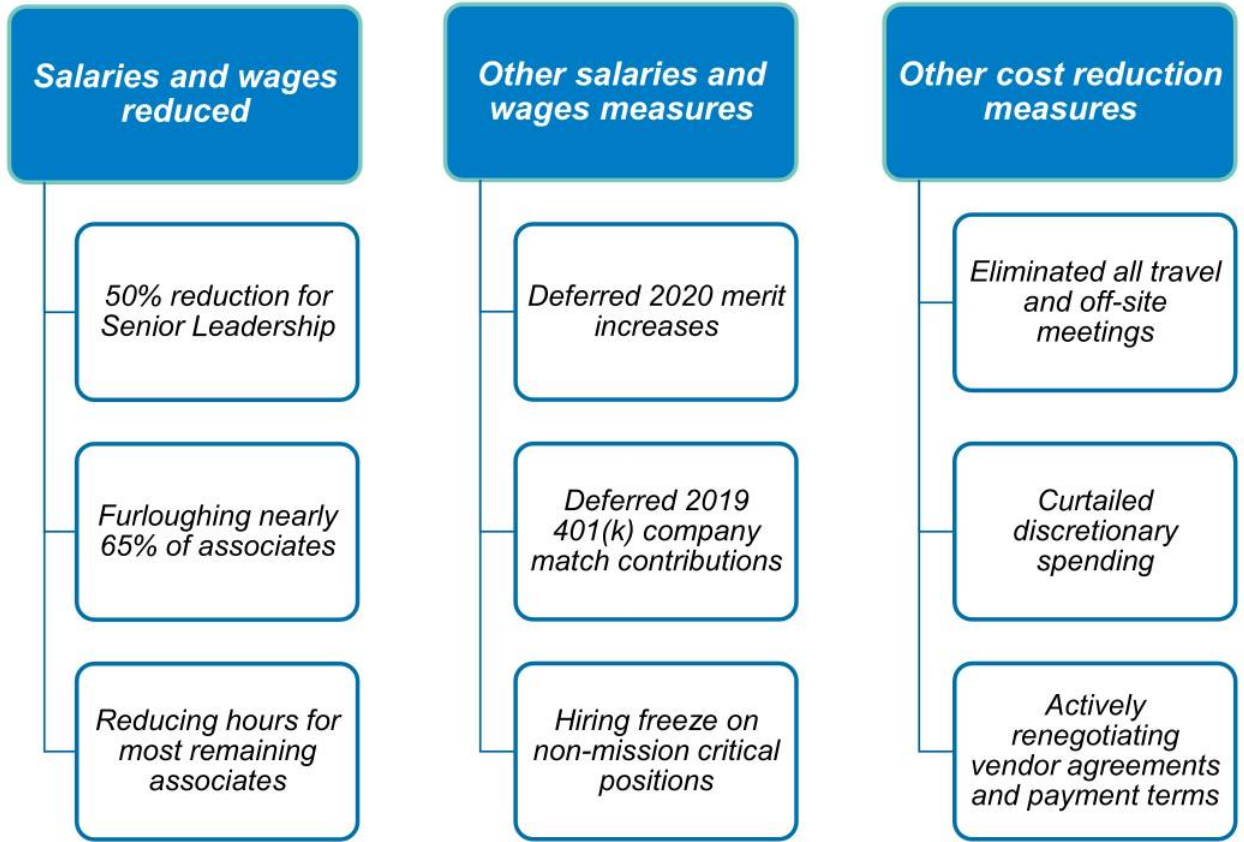 Salaries and wages
reduced
50% reduction for
Senior Leadership
Furloughing nearly
65% of associates
Reducing hours for
most remaining
associates
Other salaries and
wages measures
Deferred 2020 merit
increases
Deferred 2019
401(k) company
match contributions
Hiring freeze on
non-mission critical
positions
Other cost reduction
measures
Eliminated all travel
and off-site
meetings
Curtailed
discretionary
spending
Actively
renegotiating
vendor agreements
and payment terms